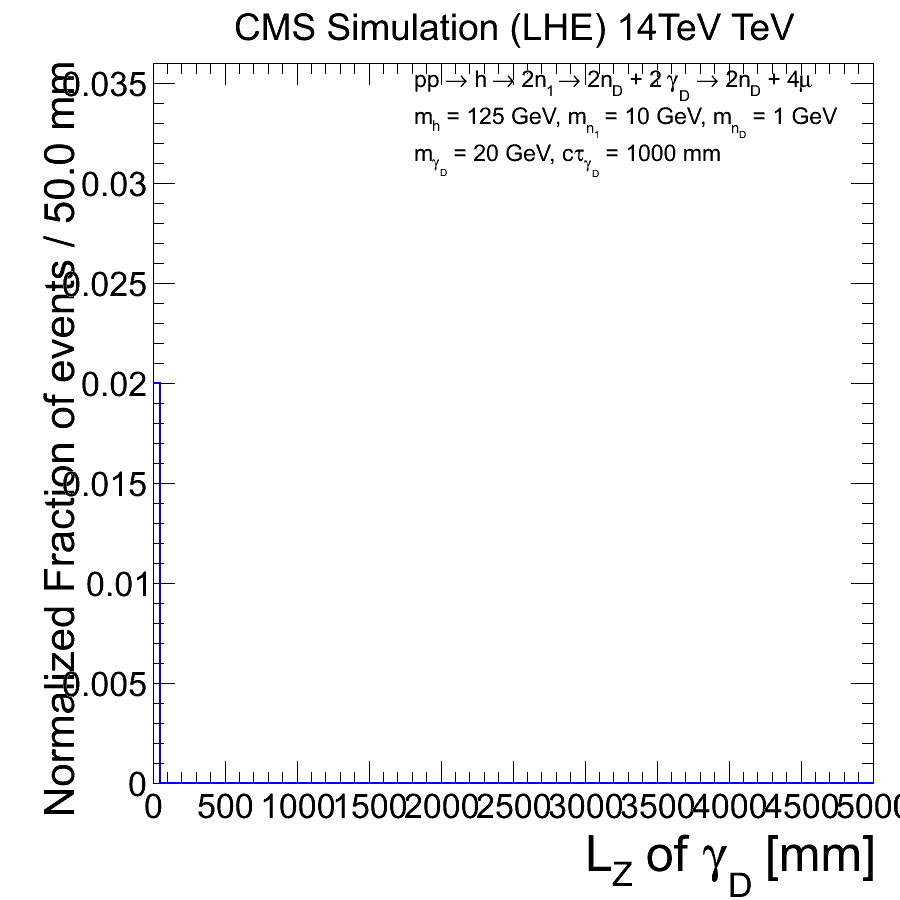 CMS Simulation (LHE) 14TeV TeV
pp → h → 2n1 → 2nD + 2 γD → 2nD + 4μ
mh = 125 GeV, mn1 = 10 GeV, mnD = 1 GeV
mγD = 20 GeV, cτγD = 1000 mm
Normalized Fraction of events / 50.0 mm
0.035
0.03
0.025
0.02
0.015
0.01
0.005
0
0 500 1000 1500 2000 2500 3000 3500 4000 4500 5000
LZ of γD [mm]